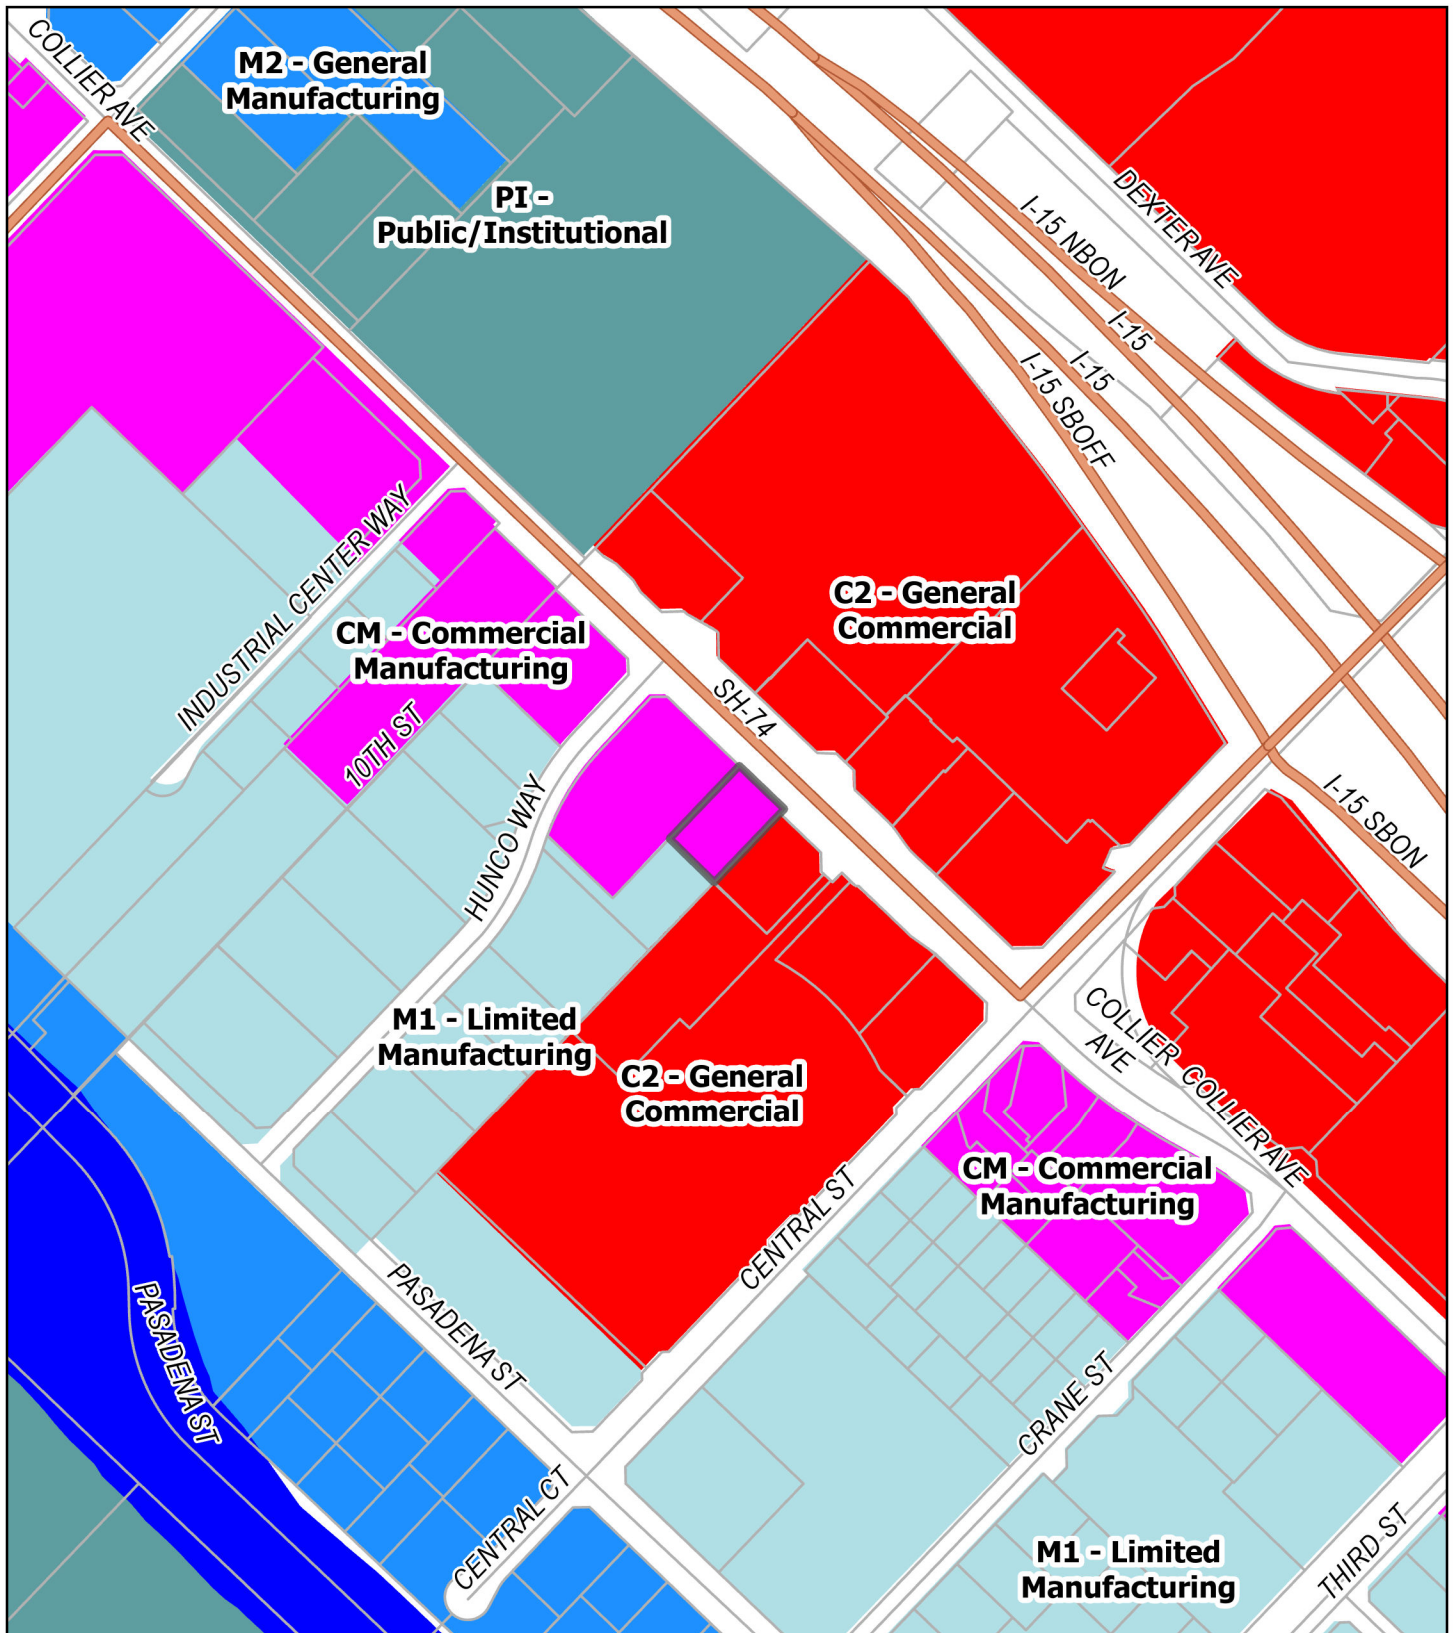 COLLIER AVE
M2 - General
Manufacturing
PI -
Public/Institutional
DEXTER AVE
I-15 NBON
I-15
I-15
I-15 SBOFF
INDUSTRIAL CENTER WAY
C2 - General
Commercial
CM - Commercial
Manufacturing
SH-74
10TH ST
HUNCO WAY
I-15 SBON
M1 - Limited
Manufacturing
COLLIER
AVE
C2 - General
Commercial
COLLIER AVE
CM - Commercial
Manufacturing
CENTRAL ST
PASADENA ST
PASADENA ST
CRANE ST
CENTRAL CT
M1 - Limited
Manufacturing
THIRD ST